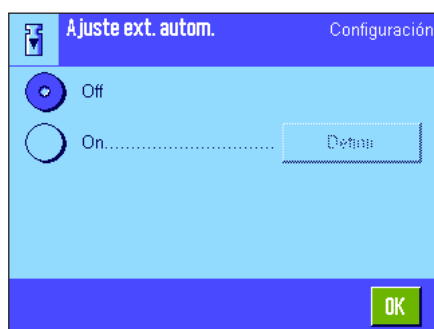 Ajuste ext. autom.
Configuración
Off
On.............................. Definir
OK